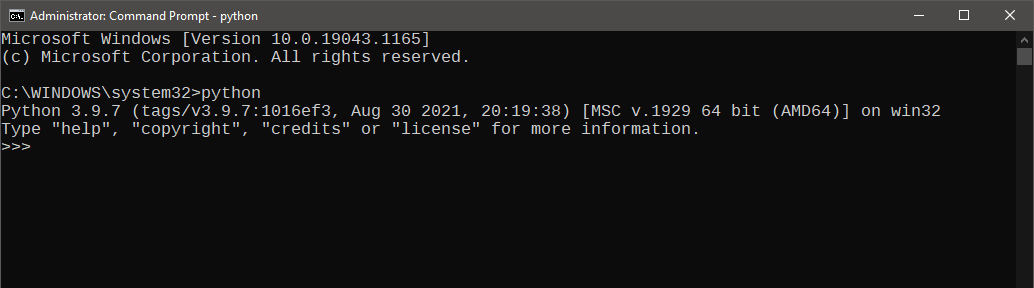 Administrator: Command Prompt - python
Microsoft Windows [Version 10.0.19043.1165]
(c) Microsoft Corporation. All rights reserved.
C:\WINDOWS\system32>python
Python 3.9.7 (tags/v3.9.7:1016ef3, Aug 30 2021, 20:19:38) [MSC v.1929 64 bit (AMD64)] on win32
Type "help", "copyright", "credits" or "license" for more information.
>>>